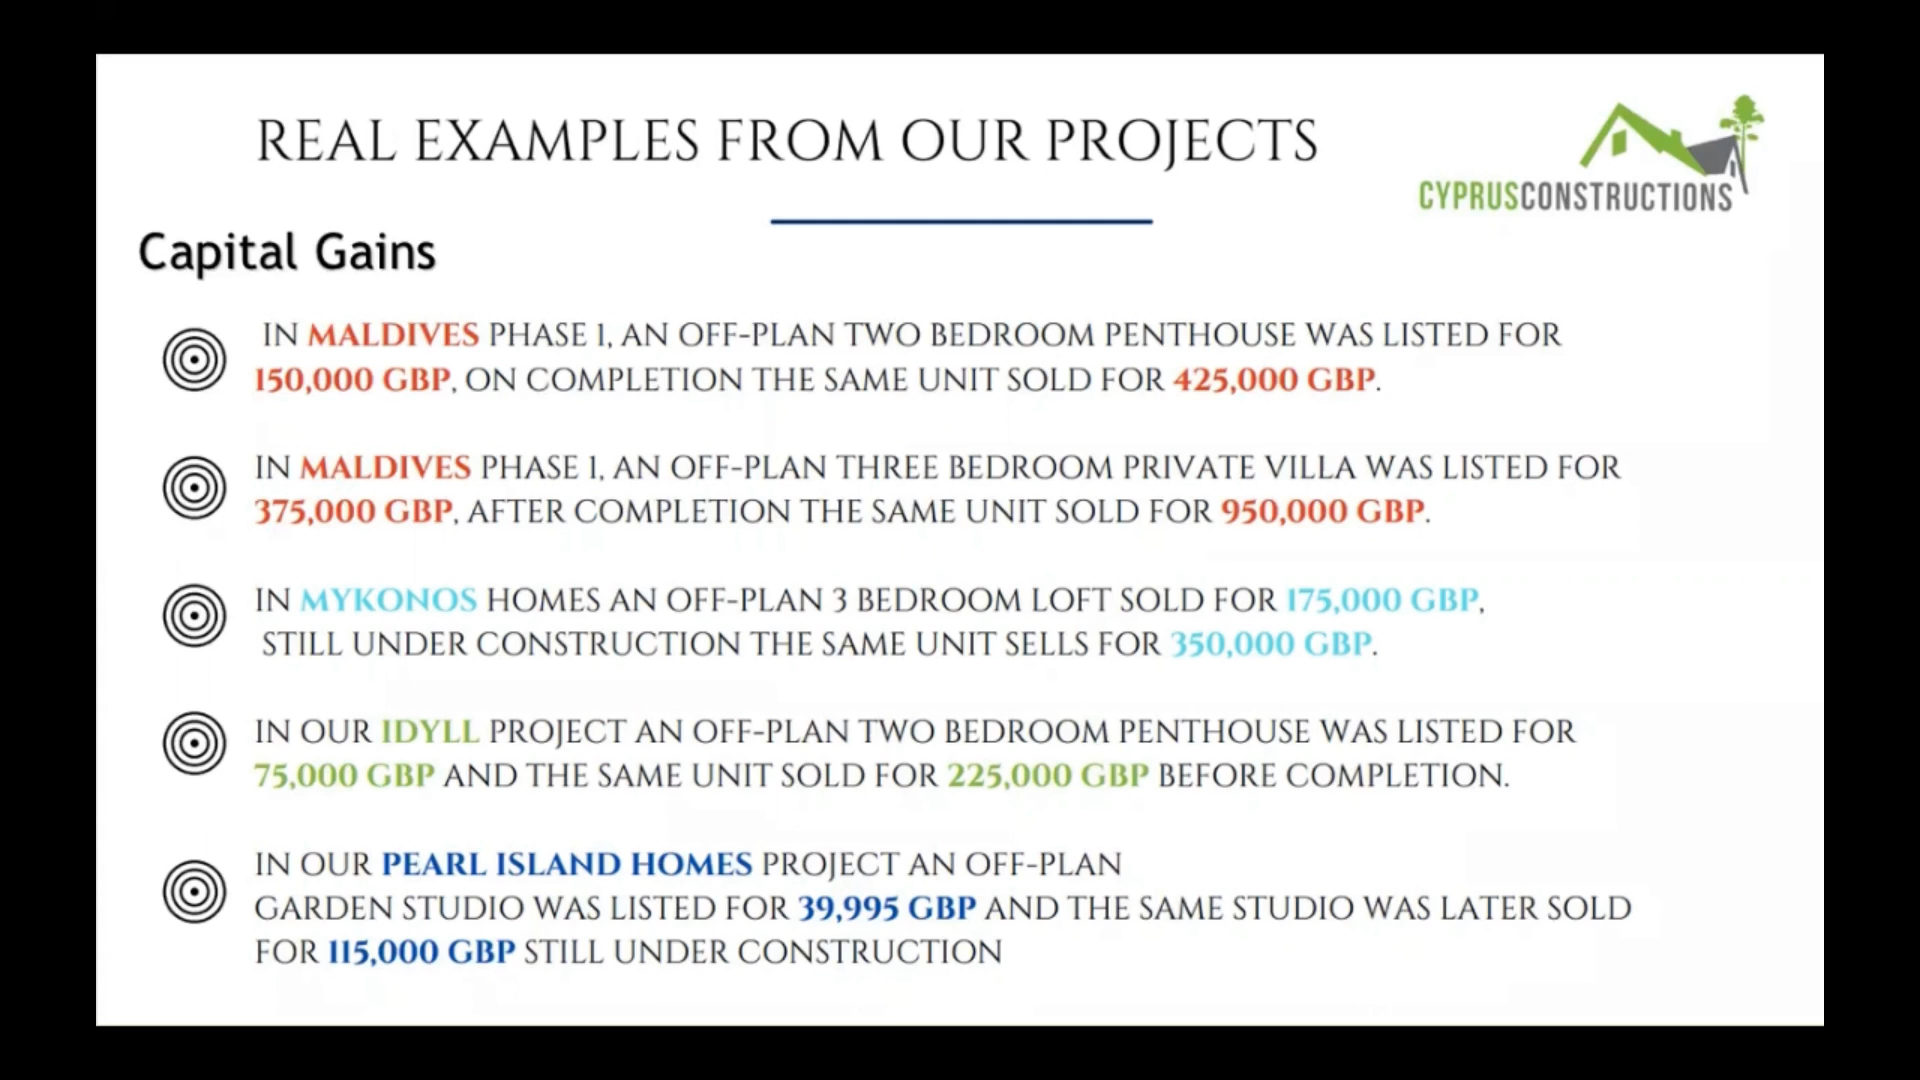 REAL EXAMPLES FROM OUR PROJECTS
CYPRUSCONSTRUCTIONS
Capital Gains
IN MALDIVES PHASE 1, AN OFF-PLAN TWO BEDROOM PENTHOUSE WAS LISTED FOR
150,000 GBP, ON COMPLETION THE SAME UNIT SOLD FOR 425,000 GBP.
IN MALDIVES PHASE 1, AN OFF-PLAN THREE BEDROOM PRIVATE VILLA WAS LISTED FOR
375,000 GBP, AFTER COMPLETION THE SAME UNIT SOLD FOR 950,000 GBP.
IN MYKONOS HOMES AN OFF-PLAN 3 BEDROOM LOFT SOLD FOR 175,000 GBP,
STILL UNDER CONSTRUCTION THE SAME UNIT SELLS FOR 350,000 GBP.
IN OUR IDYLL PROJECT AN OFF-PLAN TWO BEDROOM PENTHOUSE WAS LISTED FOR
75,000 GBP AND THE SAME UNIT SOLD FOR 225,000 GBP BEFORE COMPLETION.
IN OUR PEARL ISLAND HOMES PROJECT AN OFF-PLAN
GARDEN STUDIO WAS LISTED FOR 39,995 GBP AND THE SAME STUDIO WAS LATER SOLD
FOR 115,000 GBP STILL UNDER CONSTRUCTION